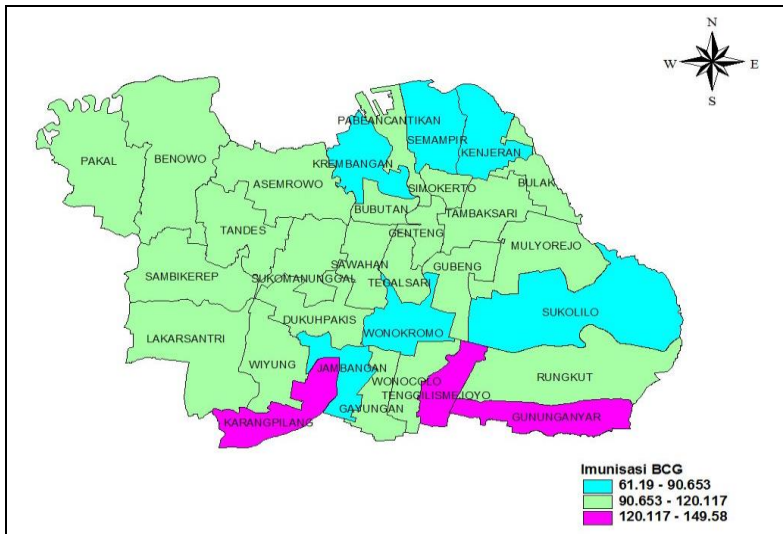 N
W E
S
PABEANCANTIKAN
SEMAMPIR
KENJERAN
KREMBANGAN
PAKAL
BENOWO
ASEMROWO
SIMOKERTO
BULAK
BUBUTAN
TAMBAKSARI
TANDES
GENTENG
MULYOREJO
SAWAHAN
GUBENG
SAMBIKEREP
SUKOMANUNGGAL
TEGALSARI
SUKOLILO
DUKUHPAKIS
WONOKROMO
LAKARSANTRI
WIYUNG
JAMBANGAN
WONOCOLO
RUNGKUT
TENGGILISMEJOYO
GAYUNGAN
KARANGPILANG
GUNUNGANYAR
Imunisasi BCG
61.19 - 90.653
90.653 - 120.117
120.117 - 149.58